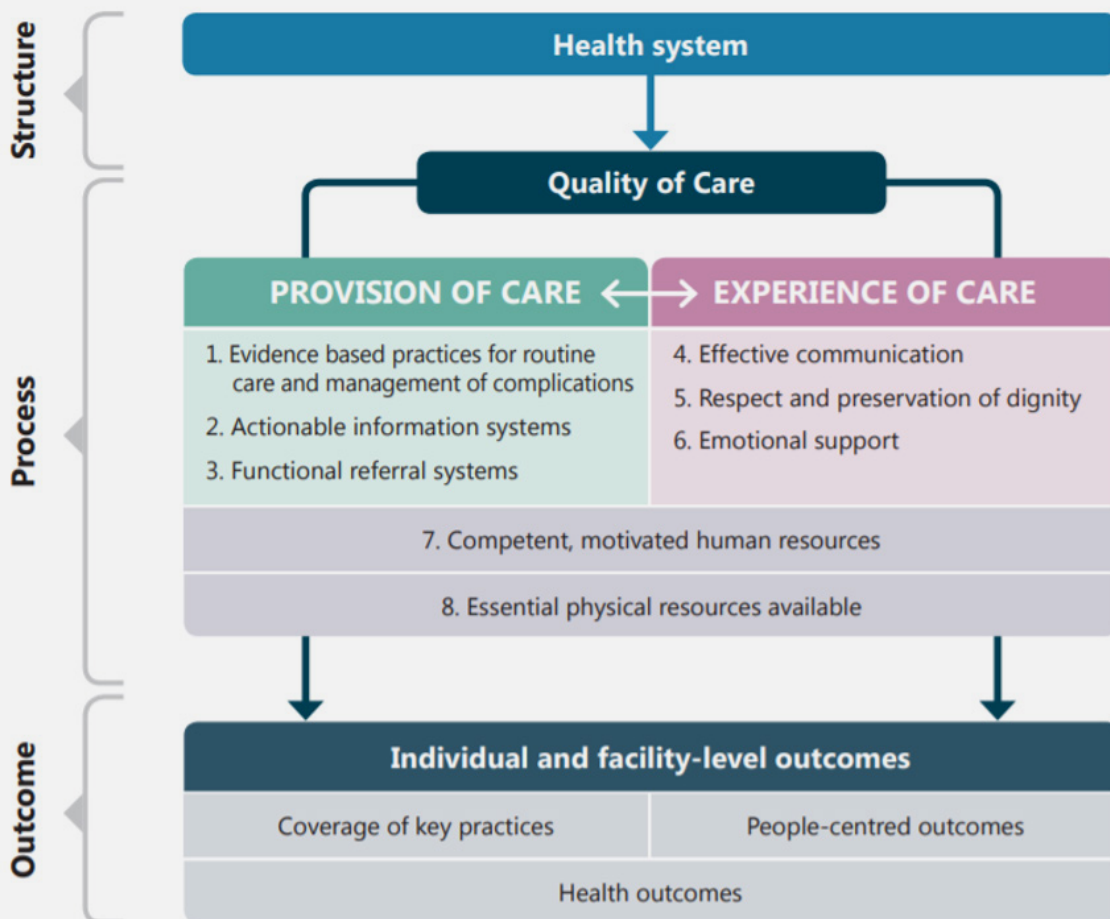 Structure
Health system
Process
Quality of Care
PROVISION OF CARE
EXPERIENCE OF CARE
1. Evidence based practices for routine
care and management of complications
2. Actionable information systems
3. Functional referral systems
4. Effective communication
5. Respect and preservation of dignity
6. Emotional support
7. Competent, motivated human resources
8. Essential physical resources available
Outcome
Individual and facility-level outcomes
Coverage of key practices
People-centred outcomes
Health outcomes